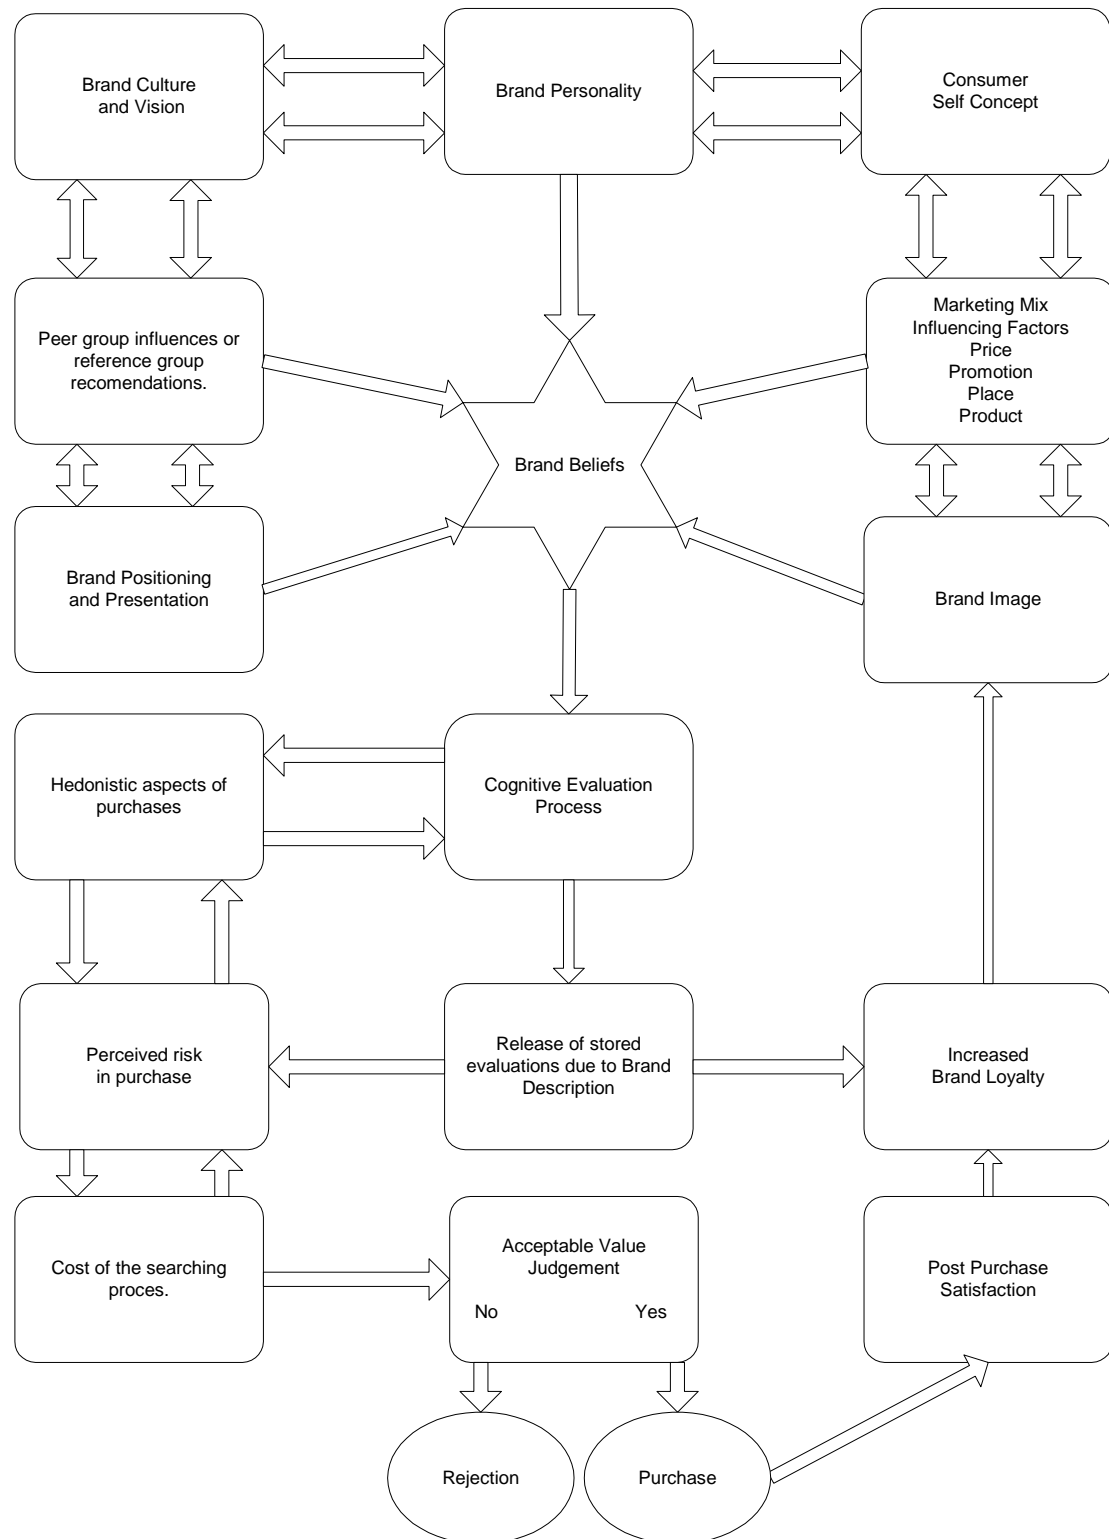 Brand Culture
and Vision
Brand Personality
Consumer
Self Concept
Peer group influences or
reference group
recomendations.
Marketing Mix
Influencing Factors
Price
Promotion
Place
Product
Brand Beliefs
Brand Positioning
and Presentation
Brand Image
Hedonistic aspects of
purchases
Cognitive Evaluation
Process
Perceived risk
in purchase
Release of stored
evaluations due to Brand
Description
Increased
Brand Loyalty
Cost of the searching
proces.
Acceptable Value
Judgement
No Yes
Post Purchase
Satisfaction
Rejection
Purchase